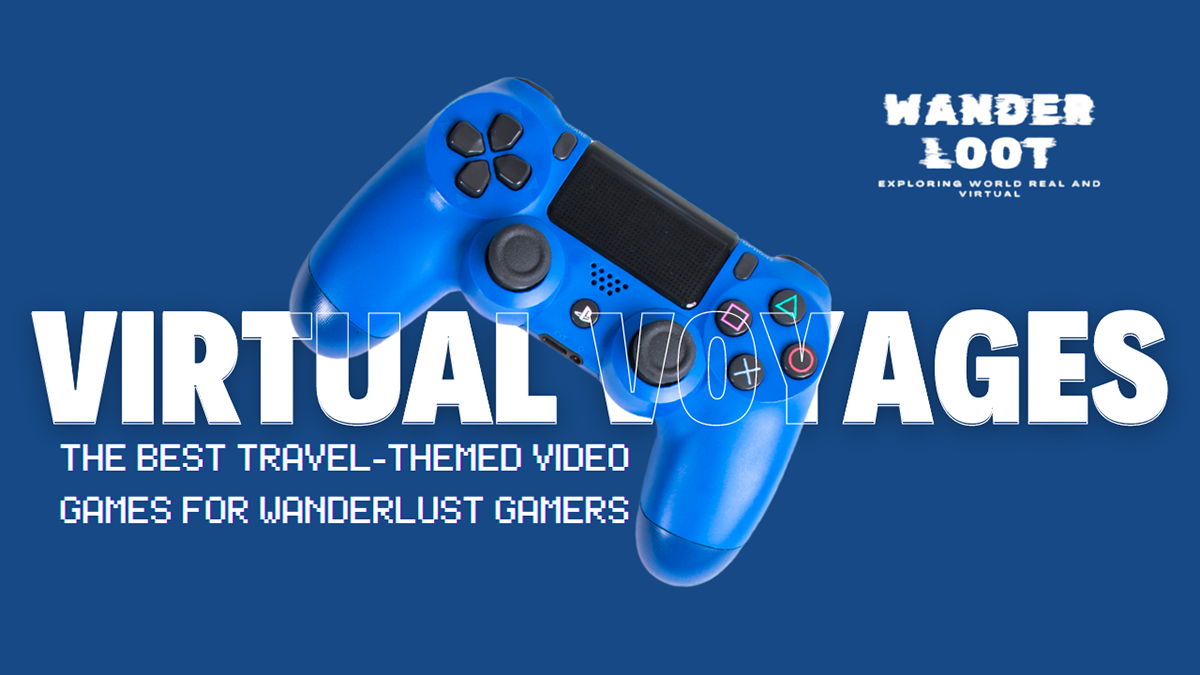 WANDER
LOOT
EXPLORING WORLD REAL AND
VIRTUAL
VIRTUAL VOYAGES
THE BEST TRAVEL-THEMED VIDEO
GAMES FOR WANDERLUST GAMERS